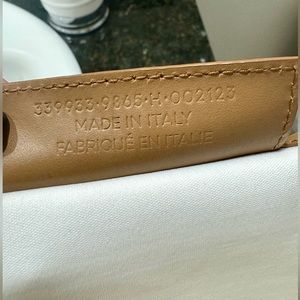 339933·9865·H·002123
MADE IN ITALY
FABRIQUÉ EN ITALIE